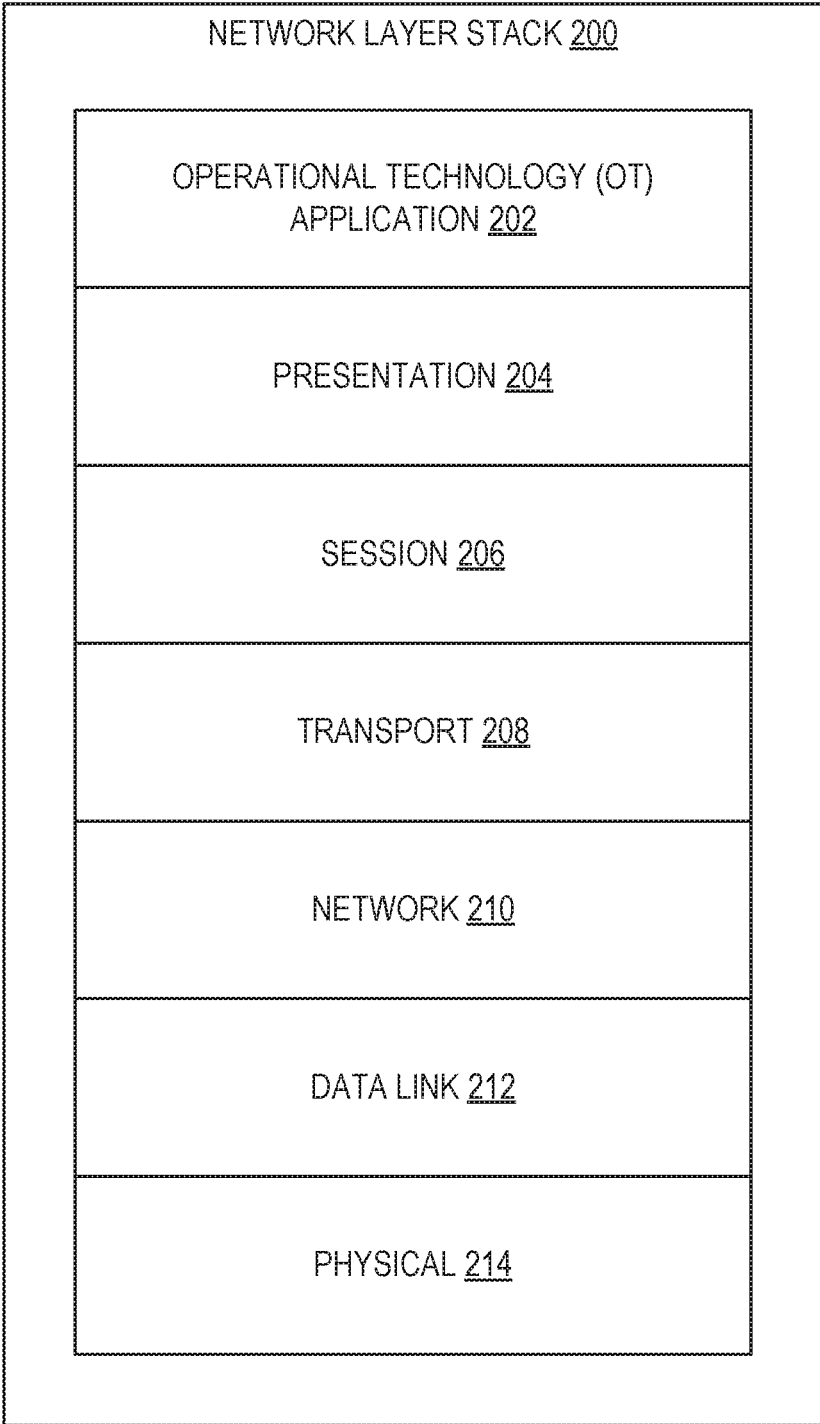 NETWORK LAYER STACK 200
OPERATIONAL TECHNOLOGY (OT)
APPLICATION 202
PRESENTATION 204
SESSION 206
TRANSPORT 208
NETWORK 210
DATA LINK 212
PHYSICAL 214